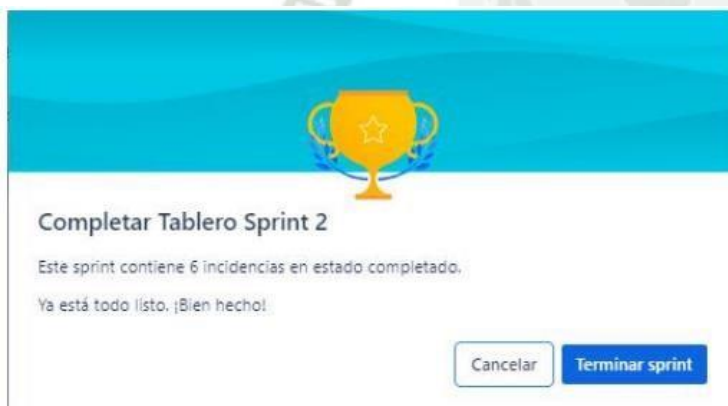 Completar Tablero Sprint 2
Este sprint contiene 6 incidencias en estado completado.
Ya está todo listo. ¡Bien hecho!
Cancelar
Terminar sprint